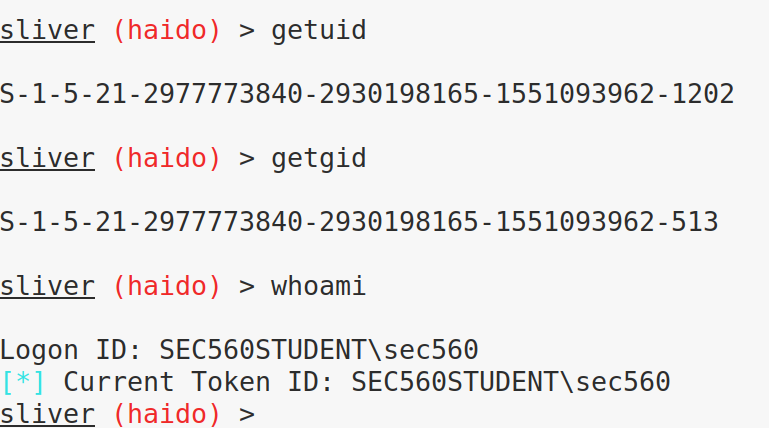 sliver (haido) > getuid
S-1-5-21-2977773840-2930198165-1551093962-1202
sliver (haido) > getgid
S-1-5-21-2977773840-2930198165-1551093962-513
sliver (haido) > whoami
Logon ID: SEC560STUDENT\sec560
[*] Current Token ID: SEC560STUDENT\sec560
sliver (haido) >